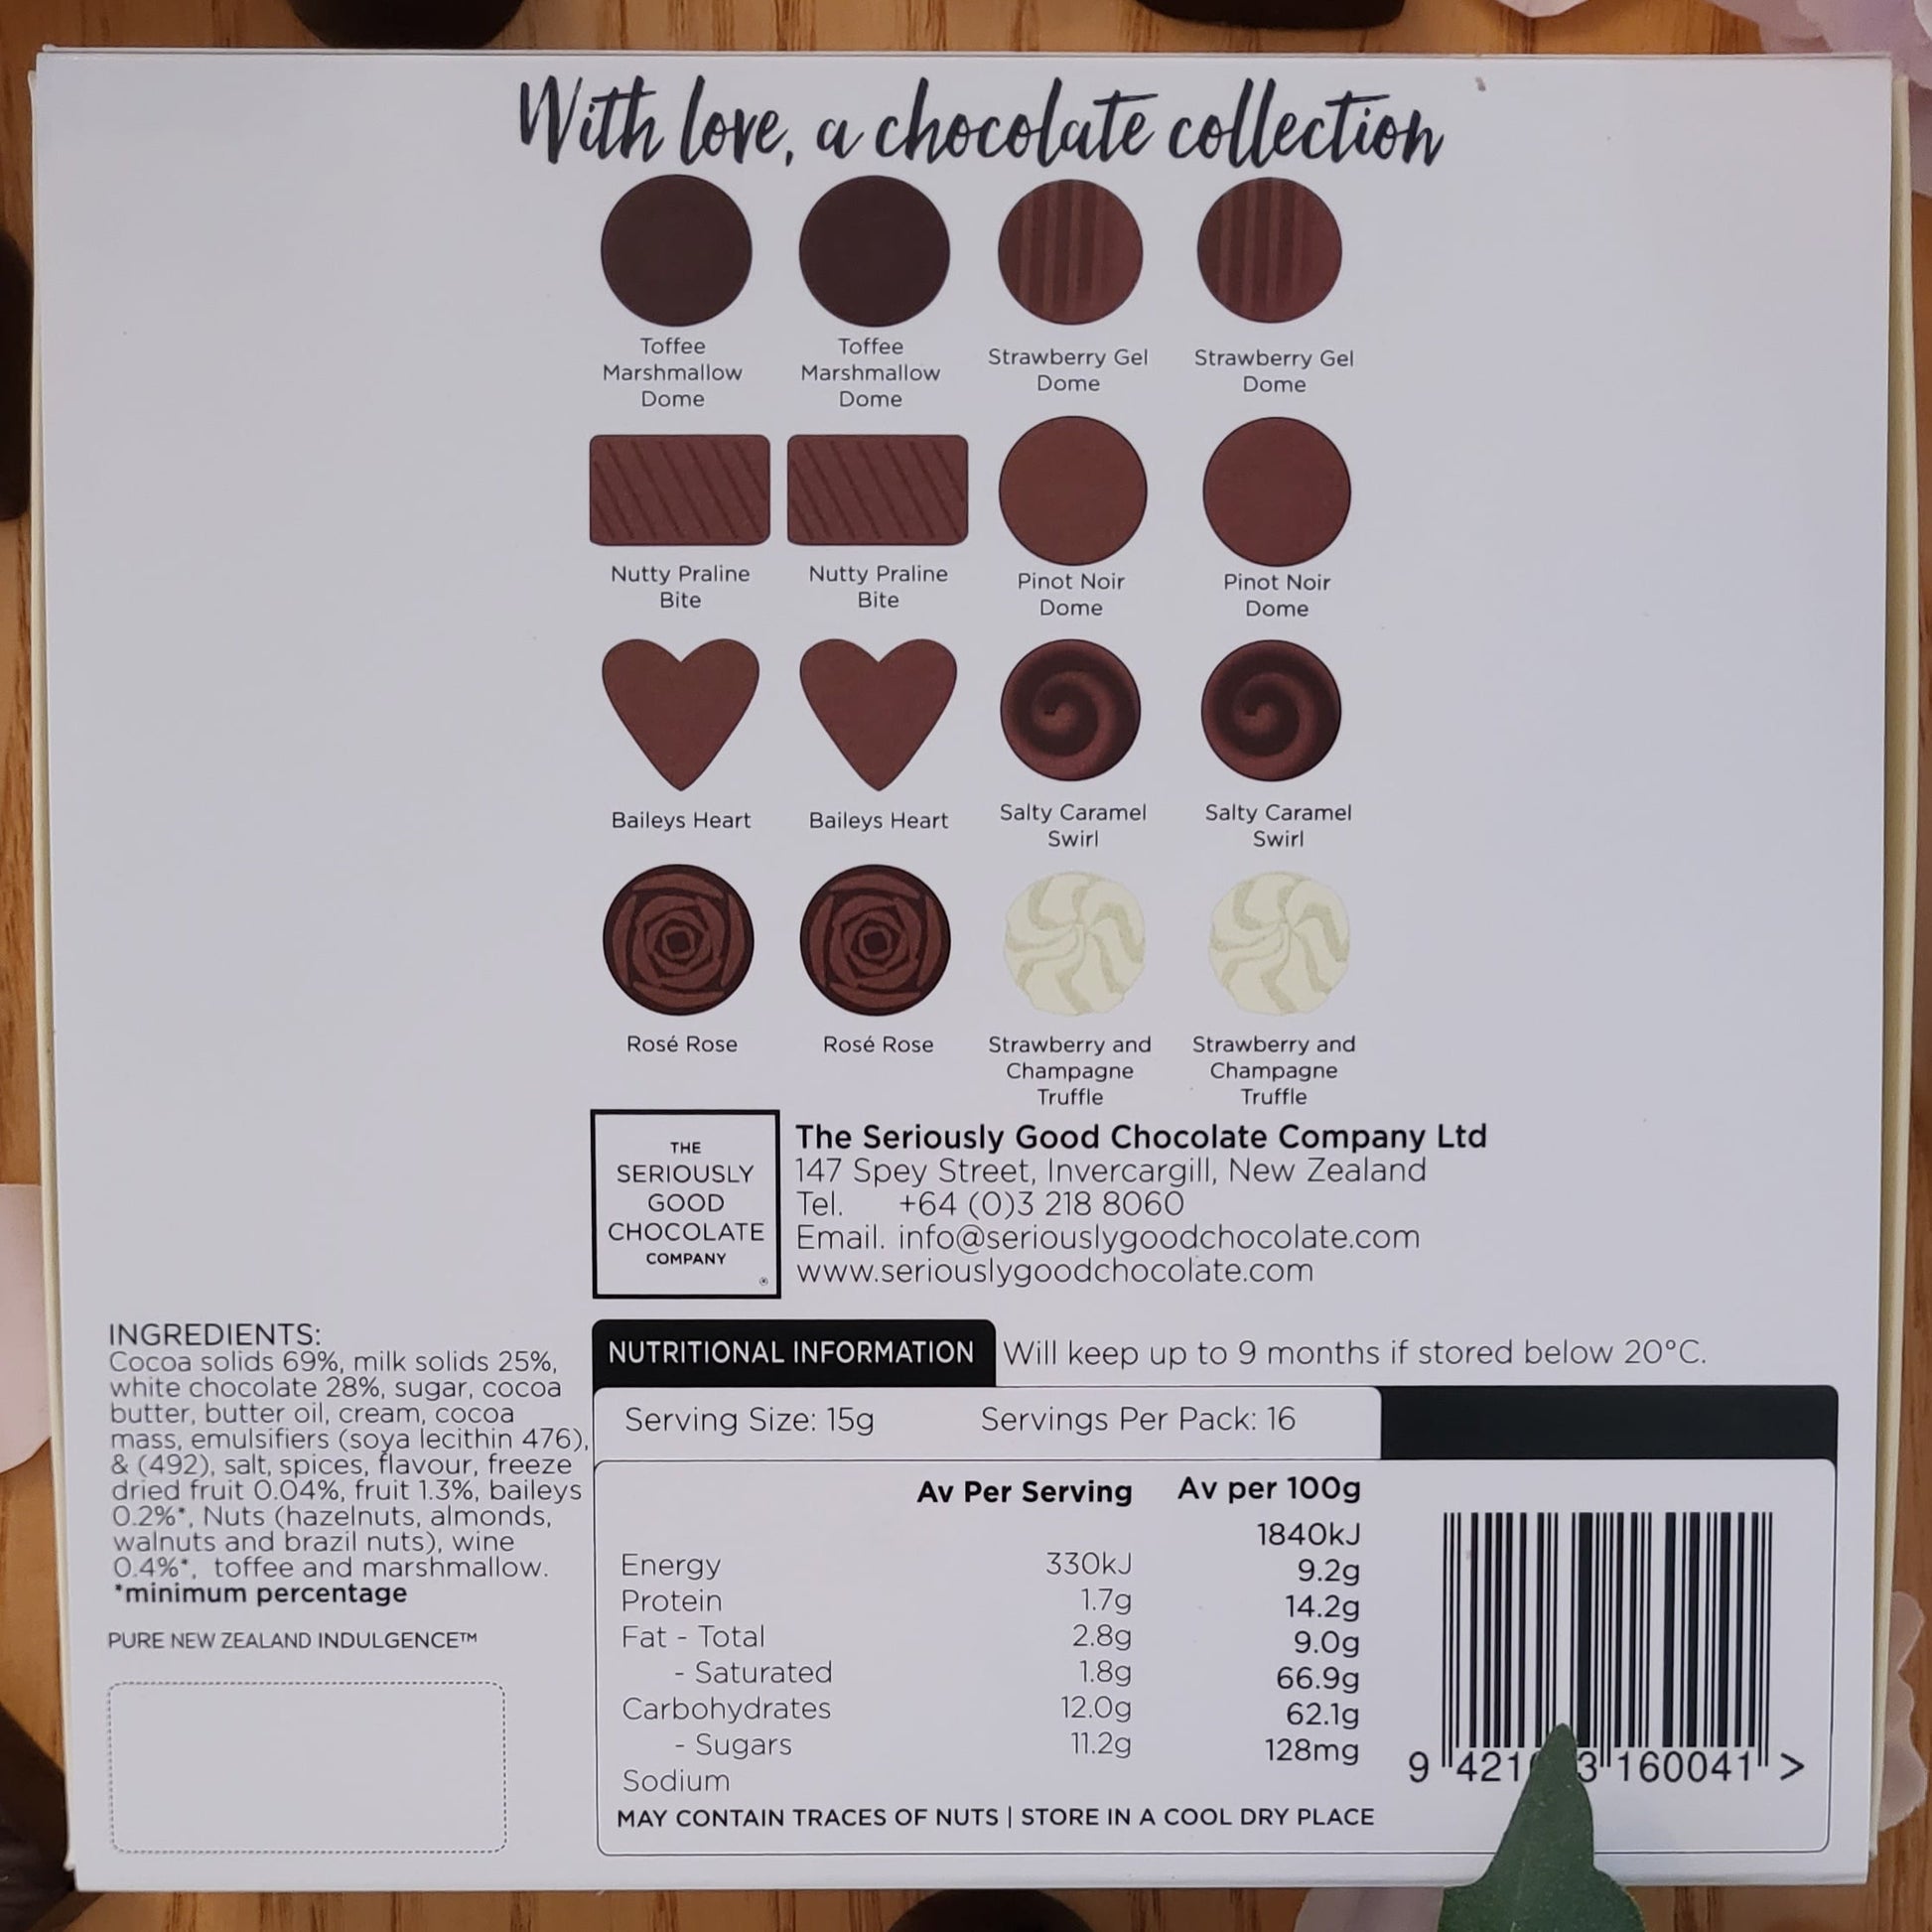 With love, a chocolate collection
Toffee
Marshmallow
Dome
Toffee
Marshmallow
Dome
Strawberry Gel
Dome
Strawberry Gel
Dome
Nutty Praline
Bite
Nutty Praline
Bite
Pinot Noir
Dome
Pinot Noir
Dome
Baileys Heart
Baileys Heart
Salty Caramel
Swirl
Salty Caramel
Swirl
Rosé Rose
Rosé Rose
Strawberry and
Champagne
Truffle
Strawberry and
Champagne
Truffle
THE
SERIOUSLY
GOOD
CHOCOLATE
COMPANY
®
The Seriously Good Chocolate Company Ltd
147 Spey Street, Invercargill, New Zealand
Tel. +64 (0)3 218 8060
Email. info@seriouslygoodchocolate.com
www.seriouslygoodchocolate.com
INGREDIENTS:
Cocoa solids 69%, milk solids 25%,
white chocolate 28%, sugar, cocoa
butter, butter oil, cream, cocoa
mass, emulsifiers (soya lecithin 476),
& (492), salt, spices, flavour, freeze
dried fruit 0.04%, fruit 1.3%, baileys
0.2%*, Nuts (hazelnuts, almonds,
walnuts and brazil nuts), wine
0.4%*, toffee and marshmallow.
*minimum percentage
PURE NEW ZEALAND INDULGENCE™
NUTRITIONAL INFORMATION
Will keep up to 9 months if stored below 20°C.
Serving Size: 15g Servings Per Pack: 16
Av Per Serving Av per 100g
1840kJ
Energy 330kJ 9.2g
Protein 1.7g 14.2g
Fat - Total 2.8g 9.0g
- Saturated 1.8g 66.9g
Carbohydrates 12.0g 62.1g
- Sugars 11.2g 128mg
Sodium
MAY CONTAIN TRACES OF NUTS | STORE IN A COOL DRY PLACE
9 421 3 160041 >